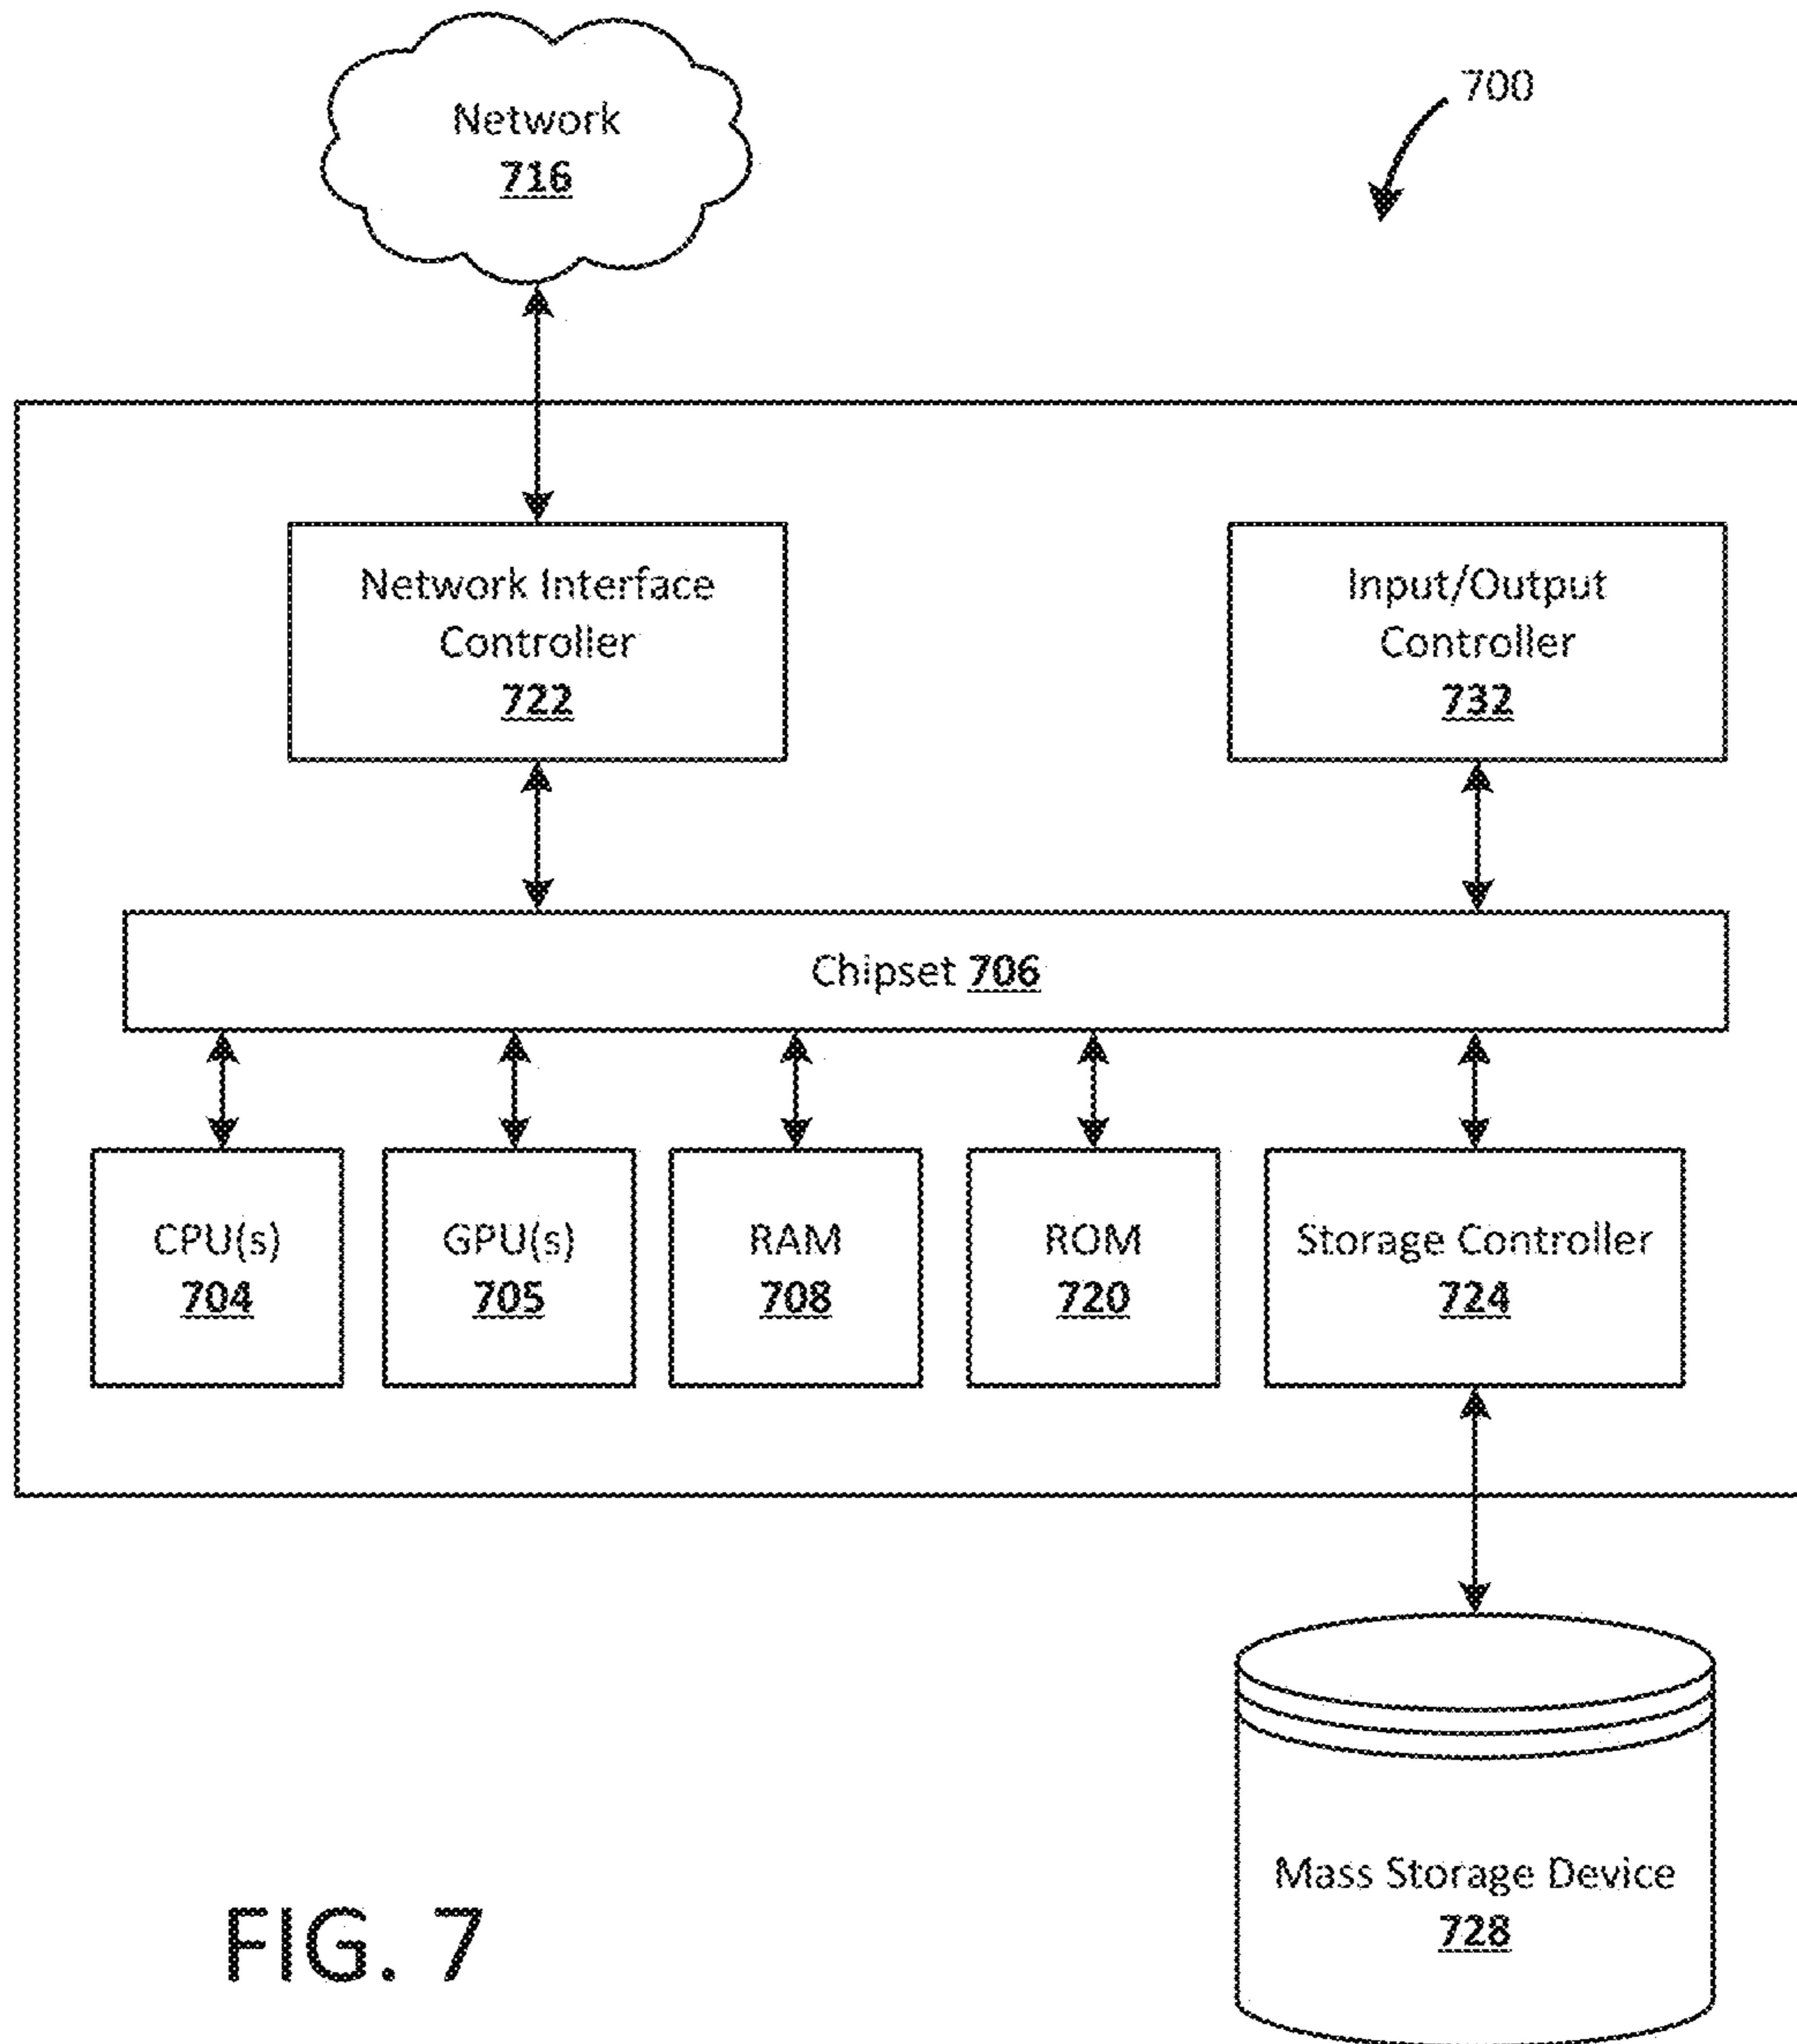 Network
716
700
Network Interface
Controller
722
Input/Output
Controller
732
Chipset 706
CPU(s)
704
GPU(s)
705
RAM
708
ROM
720
Storage Controller
724
Mass Storage Device
728
FIG. 7